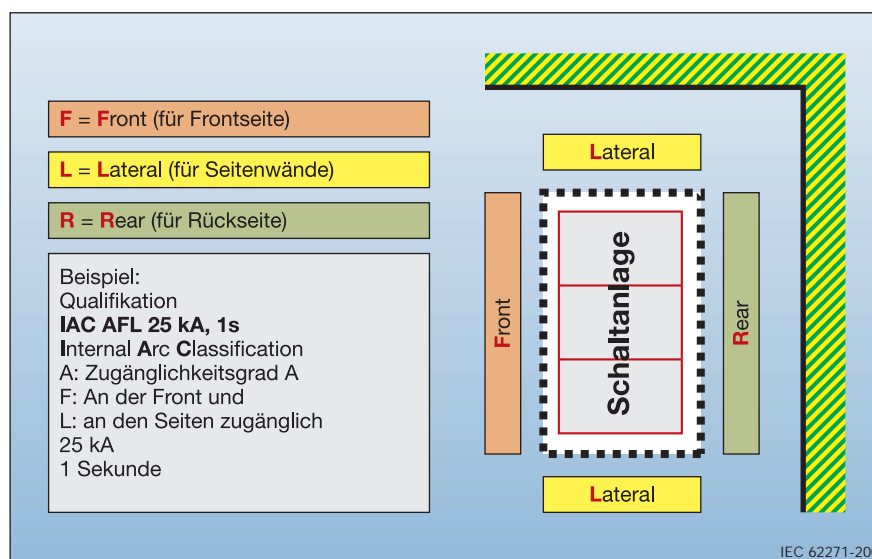 F = Front (für Frontseite)
L = Lateral (für Seitenwände)
R = Rear (für Rückseite)
Beispiel:
Qualifikation
IAC AFL 25 kA, 1s
Internal Arc Classification
A: Zugänglichkeitsgrad A
F: An der Front und
L: an den Seiten zugänglich
25 kA
1 Sekunde
Lateral
Front
Schaltanlage
Rear
Lateral